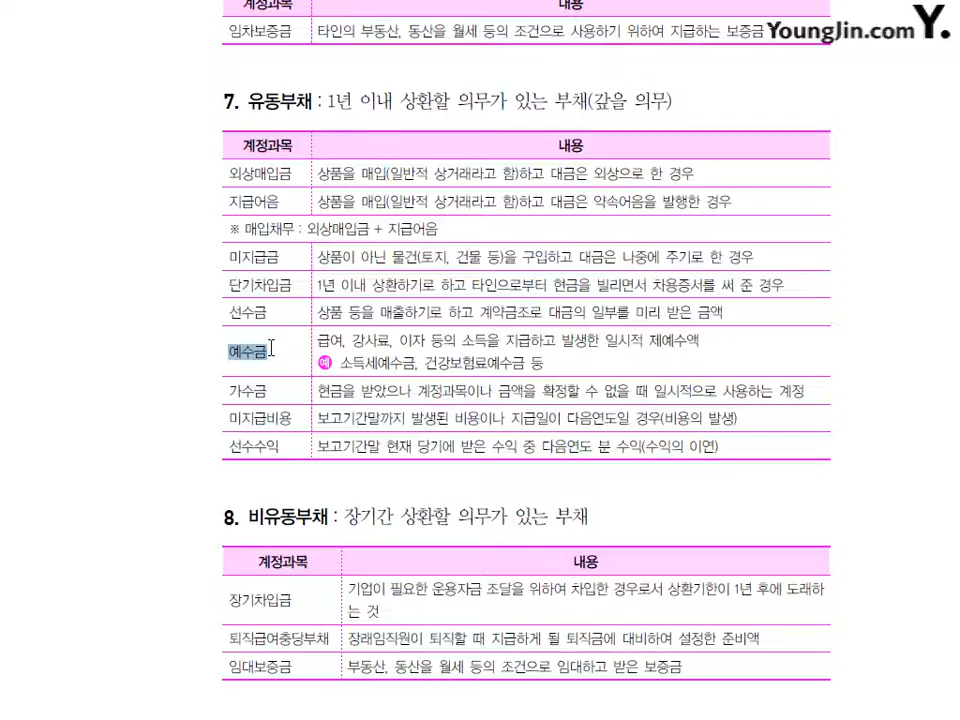 계정과목 내용
임차보증금 타인의 부동산, 동산을 월세 등의 조건으로 사용하기 위하여 지급하는 보증금
YoungJin.com Y.
7. 유동부채 : 1년 이내 상환할 의무가 있는 부채(갚을 의무)
계정과목 내용
외상매입금 상품을 매입(일반적 상거래라고 함)하고 대금은 외상으로 한 경우
지급어음 상품을 매입(일반적 상거래라고 함)하고 대금은 약속어음을 발행한 경우
※ 매입채무 : 외상매입금 + 지급어음
미지급금 상품이 아닌 물건(토지, 건물 등)을 구입하고 대금은 나중에 주기로 한 경우
단기차입금 1년 이내 상환하기로 하고 타인으로부터 현금을 빌리면서 차용증서를 써 준 경우
선수금 상품 등을 매출하기로 하고 계약금조로 대금의 일부를 미리 받은 금액
예수금 급여, 강사료, 이자 등의 소득을 지급하고 발생한 일시적 제예수액
예 소득세예수금, 건강보험료예수금 등
가수금 현금을 받았으나 계정과목이나 금액을 확정할 수 없을 때 일시적으로 사용하는 계정
미지급비용 보고기간말까지 발생된 비용이나 지급일이 다음연도일 경우(비용의 발생)
선수수익 보고기간말 현재 당기에 받은 수익 중 다음연도 분 수익(수익의 이연)
8. 비유동부채 : 장기간 상환할 의무가 있는 부채
계정과목 내용
장기차입금 기업이 필요한 운용자금 조달을 위하여 차입한 경우로서 상환기한이 1년 후에 도래하
는 것
퇴직급여충당부채 장래임직원이 퇴직할 때 지급하게 될 퇴직금에 대비하여 설정한 준비액
임대보증금 부동산, 동산을 월세 등의 조건으로 임대하고 받은 보증금